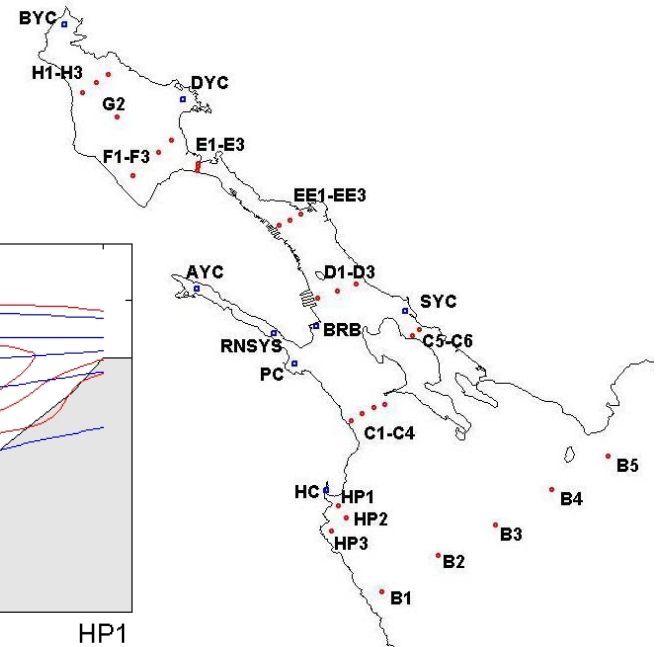 BYC
H1-H3
DYC
G2
E1-E3
F1-F3
EE1-EE3
AYC
D1-D3
SYC
BRB
C5-C6
RNSYS
PC
C1-C4
B5
HC
HP1
B4
HP2
B3
HP3
B2
B1
HP1